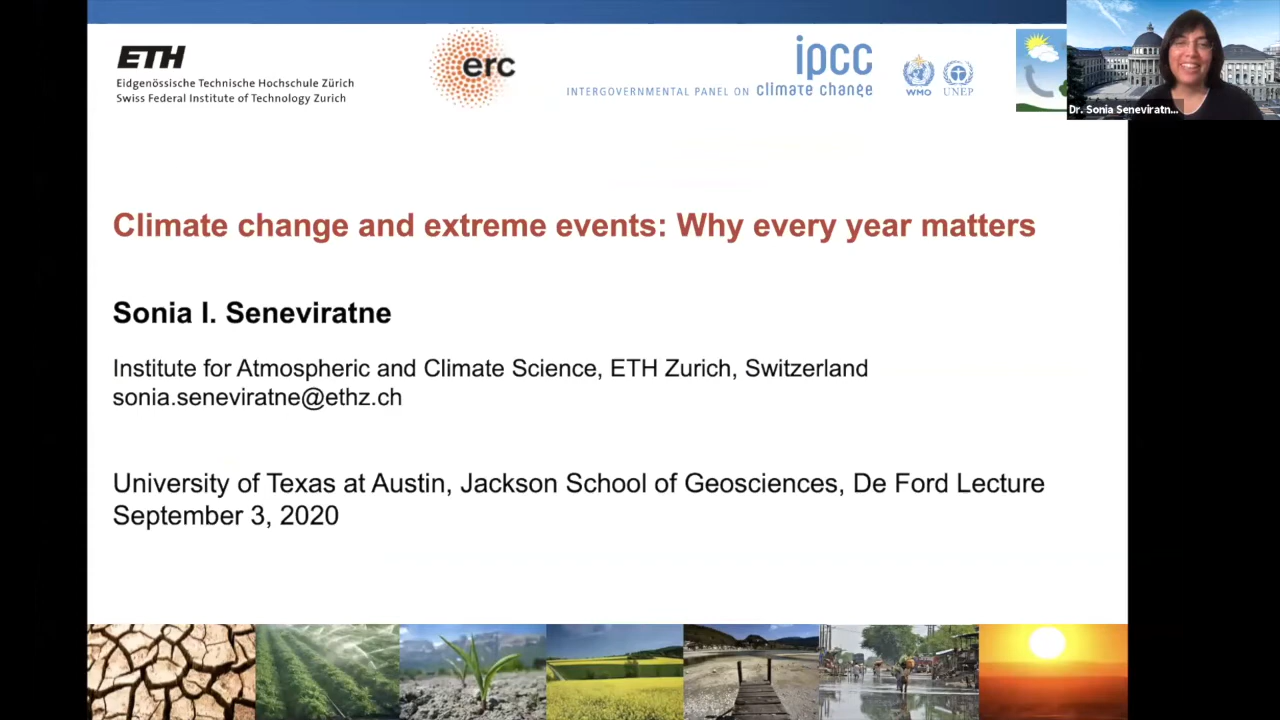 ETH
Eidgenössische Technische Hochschule Zürich
Swiss Federal Institute of Technology Zurich
erc
ipcc
INTERGOVERNMENTAL PANEL ON climate change
WMO
UNEP
Dr. Sonia Seneviratn...
Climate change and extreme events: Why every year matters
Sonia I. Seneviratne
Institute for Atmospheric and Climate Science, ETH Zurich, Switzerland
sonia.seneviratne@ethz.ch
University of Texas at Austin, Jackson School of Geosciences, De Ford Lecture
September 3, 2020